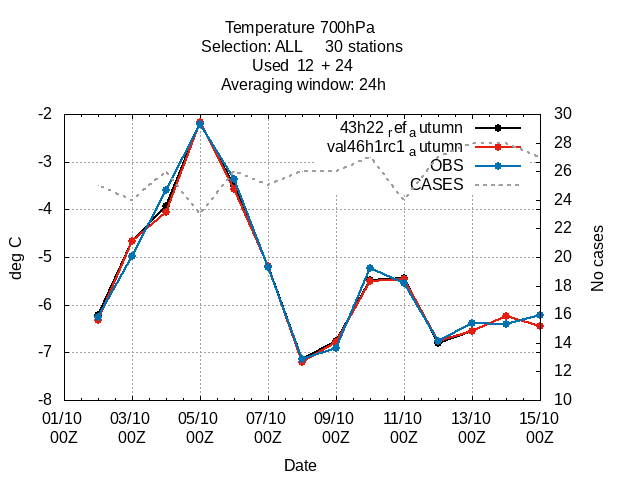 Temperature 700hPa
Selection: ALL 30 stations
Used 12 + 24
Averaging window: 24h
43h22 refa utumn
val46h1rc1 a utumn
OBS
CASES
-2
-3
-4
-5
-6
-7
-8
deg C
30
28
26
24
22
20
18
16
14
12
10
No cases
01/10 03/10 05/10 07/10 09/10 11/10 13/10 15/10
00Z 00Z 00Z 00Z 00Z 00Z 00Z 00Z
Date